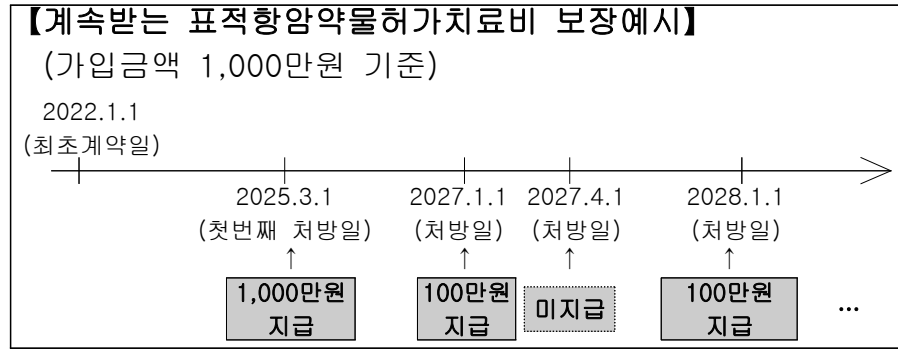 【계속받는 표적항암약물허가치료비 보장예시】
(가입금액 1,000만원 기준)
2022.1.1
(최초계약일)
2025.3.1 2027.1.1 2027.4.1 2028.1.1
(첫번째 처방일) (처방일) (처방일) (처방일)
↑ ↑ ↑ ↑
1,000만원 100만원 미지급 100만원
지급 지급 지급 ...